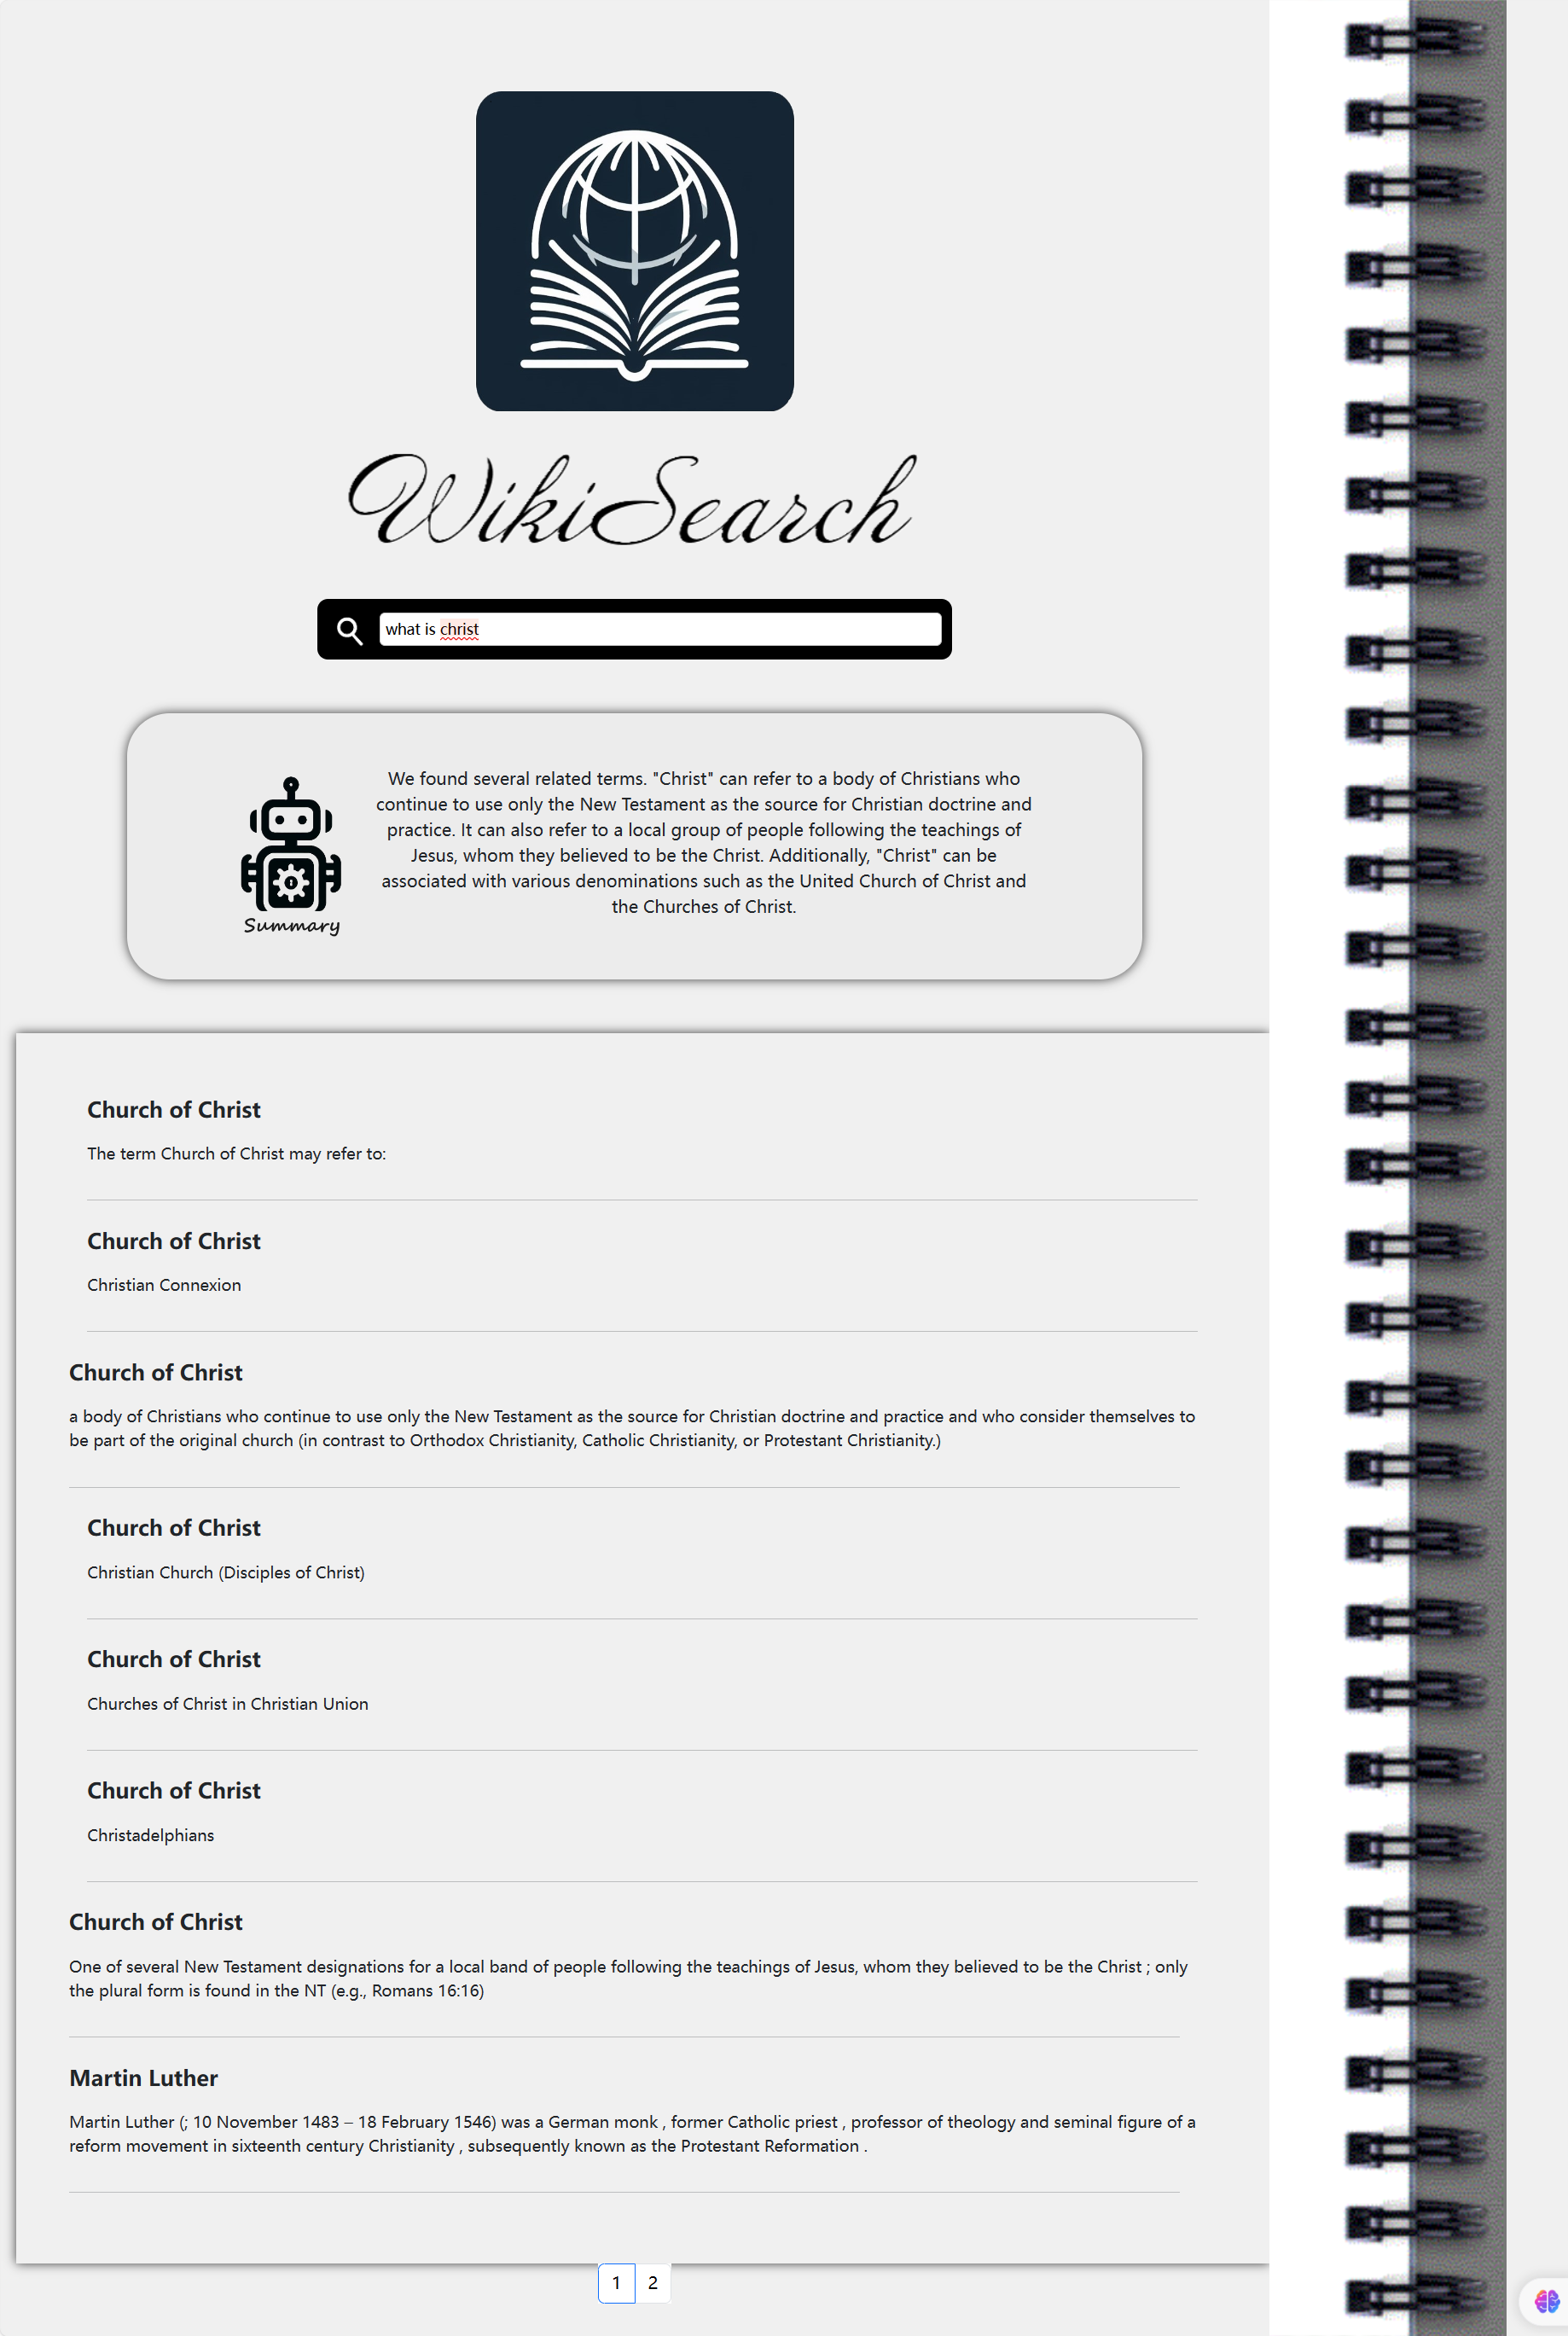 WikiSearch
what is christ
We found several related terms. "Christ" can refer to a body of Christians who
continue to use only the New Testament as the source for Christian doctrine and
practice. It can also refer to a local group of people following the teachings of
Jesus, whom they believed to be the Christ. Additionally, "Christ" can be
associated with various denominations such as the United Church of Christ and
the Churches of Christ.
Summary
Church of Christ
The term Church of Christ may refer to:
Church of Christ
Christian Connexion
Church of Christ
a body of Christians who continue to use only the New Testament as the source for Christian doctrine and practice and who consider themselves to
be part of the original church (in contrast to Orthodox Christianity, Catholic Christianity, or Protestant Christianity.)
Church of Christ
Christian Church (Disciples of Christ)
Church of Christ
Churches of Christ in Christian Union
Church of Christ
Christadelphians
Church of Christ
One of several New Testament designations for a local band of people following the teachings of Jesus, whom they believed to be the Christ ; only
the plural form is found in the NT (e.g., Romans 16:16)
Martin Luther
Martin Luther (; 10 November 1483 – 18 February 1546) was a German monk , former Catholic priest , professor of theology and seminal figure of a
reform movement in sixteenth century Christianity , subsequently known as the Protestant Reformation .
1 2